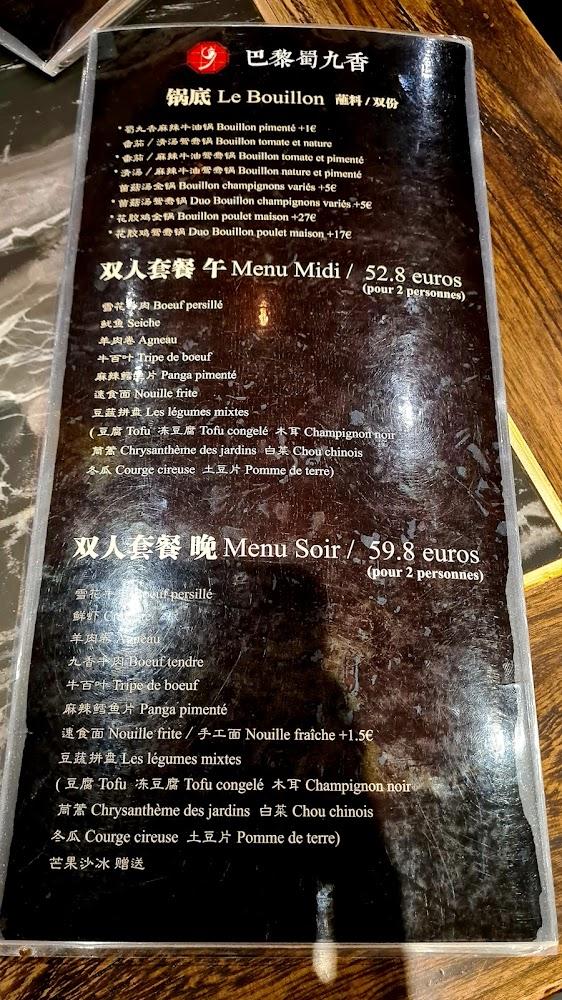 巴黎蜀九香
锅底 Le Bouillon 蘸料 / 双份
* 蜀九香麻辣牛油锅 Bouillon pimenté +1€
番茄 / 清汤鸳鸯锅 Bouillon tomate et nature
* 番茄 / 麻辣牛油鸳鸯锅 Bouillon tomate et pimenté
* 清汤 / 麻辣牛油鸳鸯锅 Bouillon nature et pimenté
菌菇汤全锅 Bouillon champignons variés +5€
* 菌菇汤鸳鸯锅 Duo Bouillon champignons variés +5€
* 花胶鸡全锅 Bouillon poulet maison +27€
* 花胶鸡鸳鸯锅 Duo Bouillon poulet maison +17€
双人套餐 午 Menu Midi / 52.8 euros
(pour 2 personnes)
雪花牛肉 Boeuf persillé
鱿鱼 Seiche
羊肉卷 Agneau
牛百叶 Tripe de boeuf
麻辣鳕鱼片 Panga pimenté
速食面 Nouille frite
豆蔬拼盘 Les légumes mixtes
( 豆腐 Tofu 冻豆腐 Tofu congelé 木耳 Champignon noir
茼蒿 Chrysanthème des jardins 白菜 Chou chinois
冬瓜 Courge cireuse 土豆片 Pomme de terre)
双人套餐 晚 Menu Soir / 59.8 euros
(pour 2 personnes)
雪花牛肉 Boeuf persillé
鲜虾
羊肉卷 Agneau
九香牛肉 Boeuf tendre
牛百叶 Tripe de boeuf
麻辣鳕鱼片 Panga pimenté
速食面 Nouille frite / 手工面 Nouille fraîche +1.5€
豆蔬拼盘 Les légumes mixtes
( 豆腐 Tofu 冻豆腐 Tofu congelé 木耳 Champignon noir
茼蒿 Chrysanthème des jardins 白菜 Chou chinois
冬瓜 Courge cireuse 土豆片 Pomme de terre)
芒果沙冰 赠送